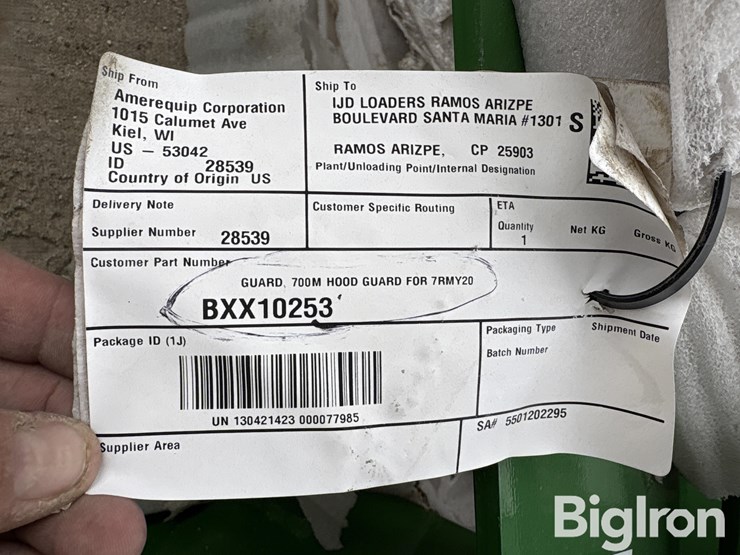 Ship From
Amerequip Corporation
1015 Calumet Ave
Kiel, WI
US - 53042
ID 28539
Country of Origin US
Ship To
IJD LOADERS RAMOS ARIZPE
BOULEVARD SANTA MARIA #1301
S
RAMOS ARIZPE, CP 25903
Plant/Unloading Point/Internal Designation
Delivery Note
Supplier Number 28539
Customer Specific Routing
ETA
Quantity
1
Net KG
Gross KG
Customer Part Number
GUARD, 700M HOOD GUARD FOR 7RMY20
BXX10253
Package ID (1J)
UN 130421423 000077985
Packaging Type
Shipment Date
Batch Number
Supplier Area
SA# 5501202295
BigIron